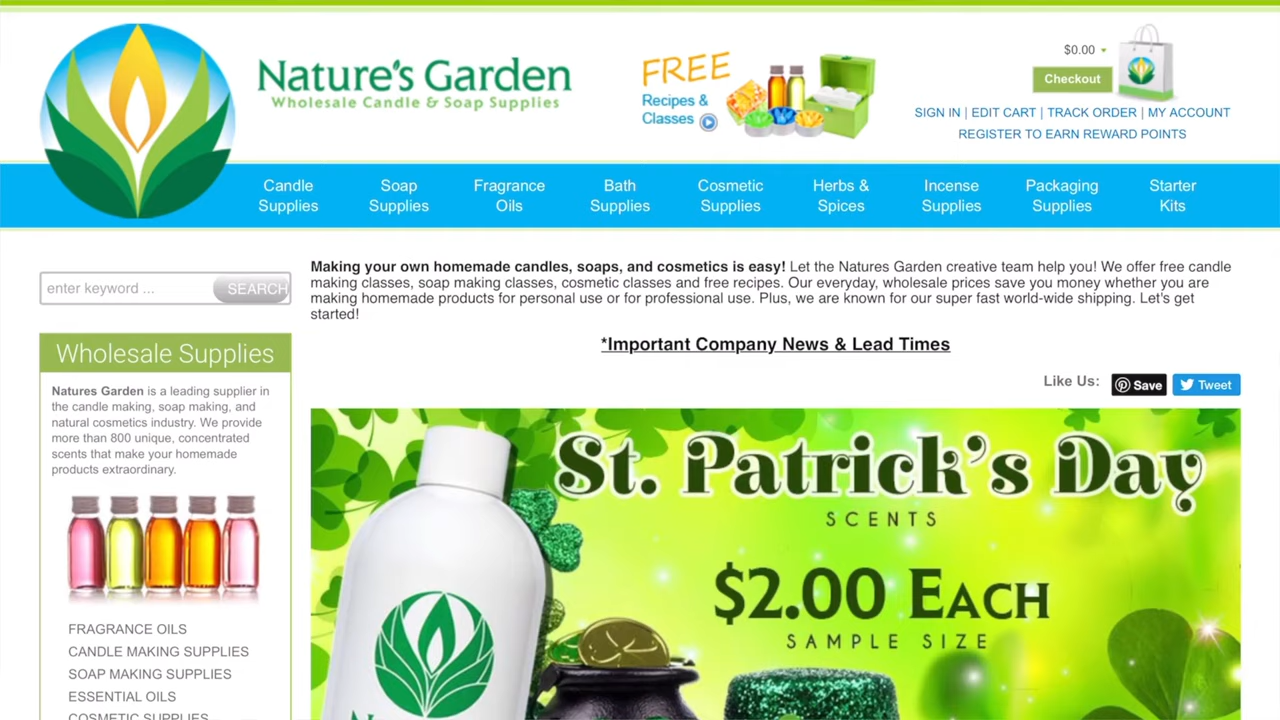 Nature's Garden
Wholesale Candle & Soap Supplies
FREE
Recipes &
Classes
$0.00
Checkout
SIGN IN | EDIT CART | TRACK ORDER | MY ACCOUNT
REGISTER TO EARN REWARD POINTS
Candle Supplies
Soap Supplies
Fragrance Oils
Bath Supplies
Cosmetic Supplies
Herbs & Spices
Incense Supplies
Packaging Supplies
Starter Kits
enter keyword ...
SEARCH
Wholesale Supplies
Natures Garden is a leading supplier in
the candle making, soap making, and
natural cosmetics industry. We provide
more than 800 unique, concentrated
scents that make your homemade
products extraordinary.
FRAGRANCE OILS
CANDLE MAKING SUPPLIES
SOAP MAKING SUPPLIES
ESSENTIAL OILS
COSMETIC SUPPLIES
Making your own homemade candles, soaps, and cosmetics is easy! Let the Natures Garden creative team help you! We offer free candle
making classes, soap making classes, cosmetic classes and free recipes. Our everyday, wholesale prices save you money whether you are
making homemade products for personal use or for professional use. Plus, we are known for our super fast world-wide shipping. Let's get
started!
*Important Company News & Lead Times
Like Us:
Save
Tweet
St. Patrick's Day
SCENTS
$2.00 EACH
SAMPLE SIZE